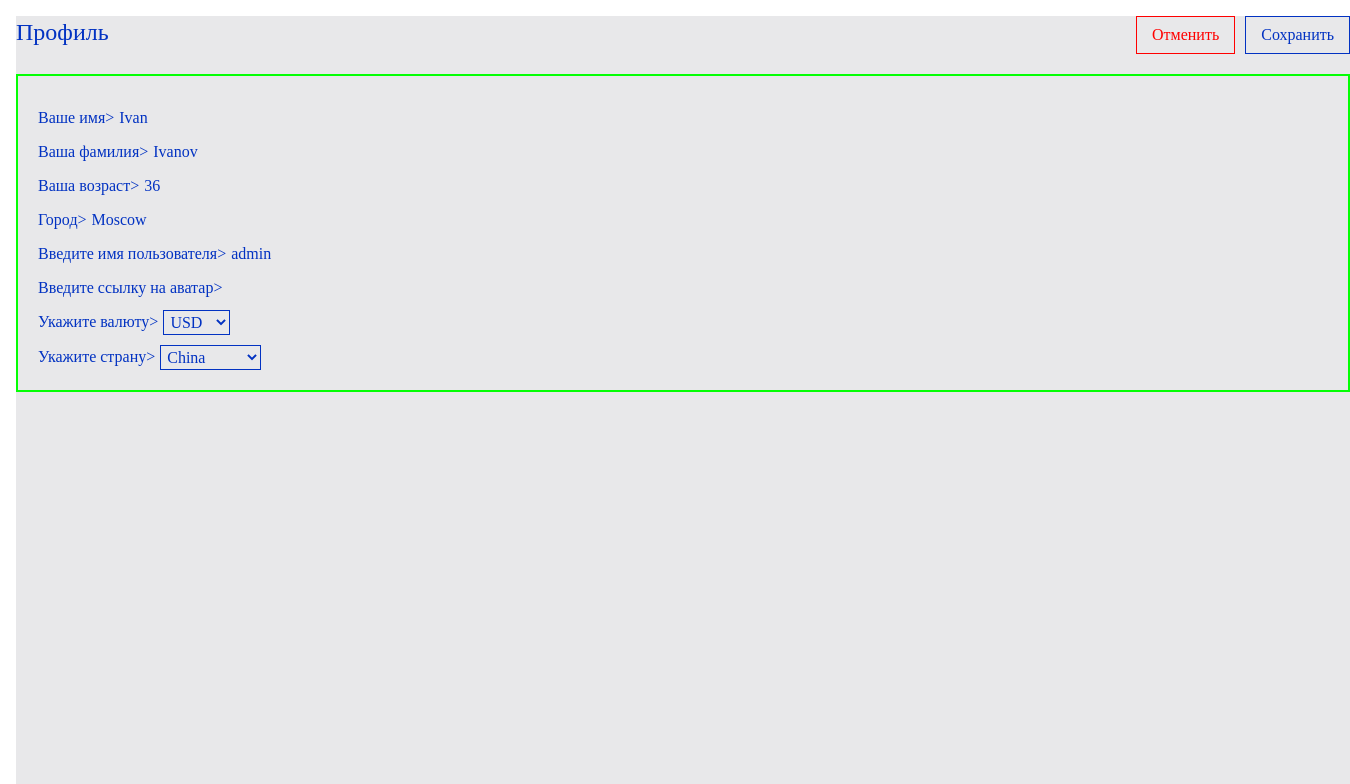 Профиль Отменить Сохранить
Ваше имя> Ivan
Ваша фамилия> Ivanov
Ваша возраст> 36
Город> Moscow
Введите имя пользователя> admin
Введите ссылку на аватар>
Укажите валюту> USD
Укажите страну> China